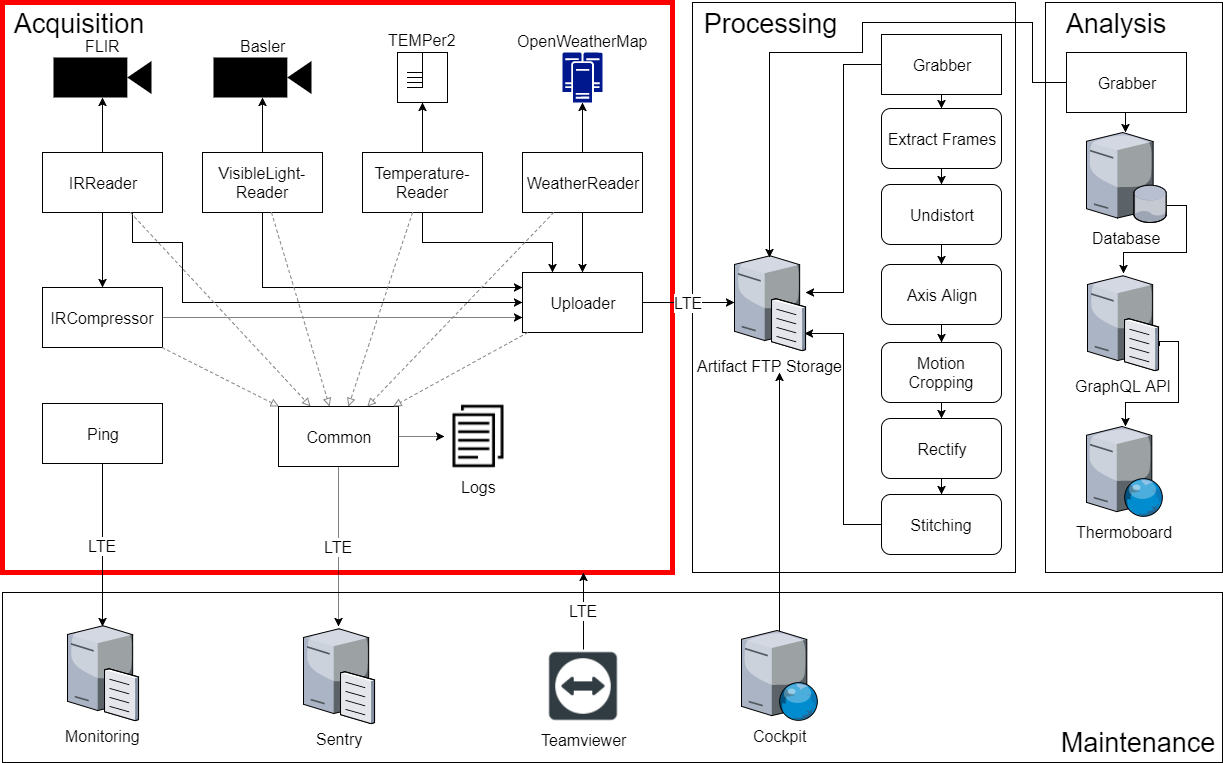 Acquisition
FLIR
Basler
TEMPer2
OpenWeatherMap
IRReader
VisibleLight-
Reader
Temperature-
Reader
WeatherReader
IRCompressor
Uploader
LTE
Ping
Common
Logs
LTE
LTE
Processing
Grabber
Extract Frames
Undistort
Axis Align
Motion
Cropping
Rectify
Stitching
Artifact FTP Storage
Analysis
Grabber
Database
GraphQL API
Thermoboard
LTE
Monitoring
Sentry
Teamviewer
Cockpit
Maintenance